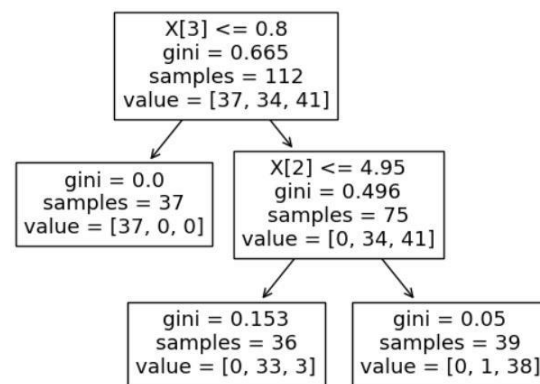 X[3] <= 0.8
gini = 0.665
samples = 112
value = [37, 34, 41]
gini = 0.0
samples = 37
value = [37, 0, 0]
X[2] <= 4.95
gini = 0.496
samples = 75
value = [0, 34, 41]
gini = 0.153
samples = 36
value = [0, 33, 3]
gini = 0.05
samples = 39
value = [0, 1, 38]